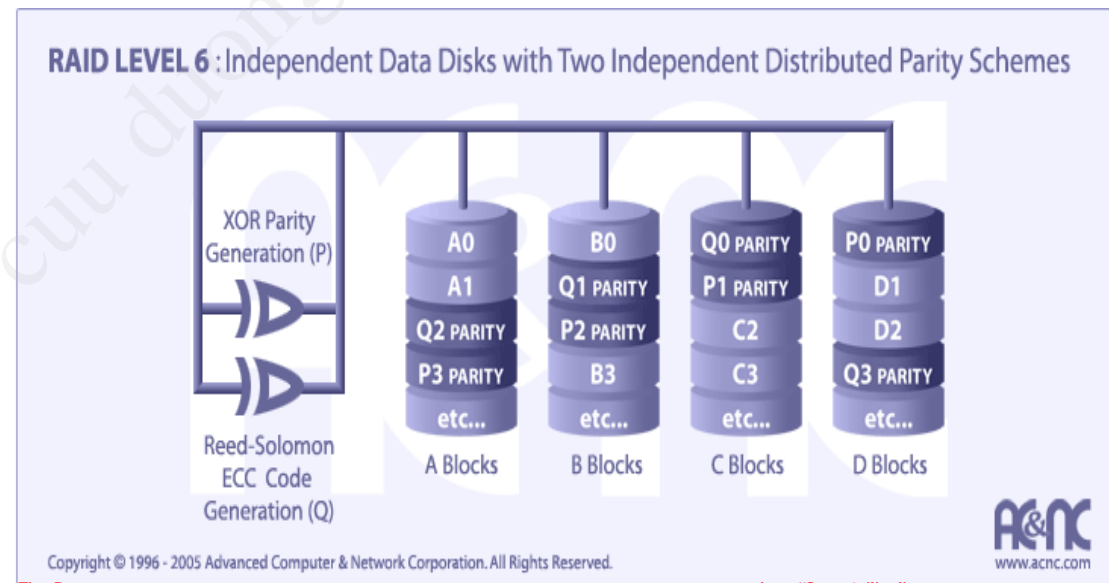 RAID LEVEL 6 : Independent Data Disks with Two Independent Distributed Parity Schemes
XOR Parity
Generation (P)
Reed-Solomon
ECC Code
Generation (Q)
A0
A1
Q2 PARITY
P3 PARITY
etc...
A Blocks
B0
Q1 PARITY
P2 PARITY
B3
etc...
B Blocks
Q0 PARITY
P1 PARITY
C2
C3
etc...
C Blocks
P0 PARITY
D1
D2
Q3 PARITY
etc...
D Blocks
AC&NC
www.acnc.com
Copyright © 1996 - 2005 Advanced Computer & Network Corporation. All Rights Reserved.
cuu duong